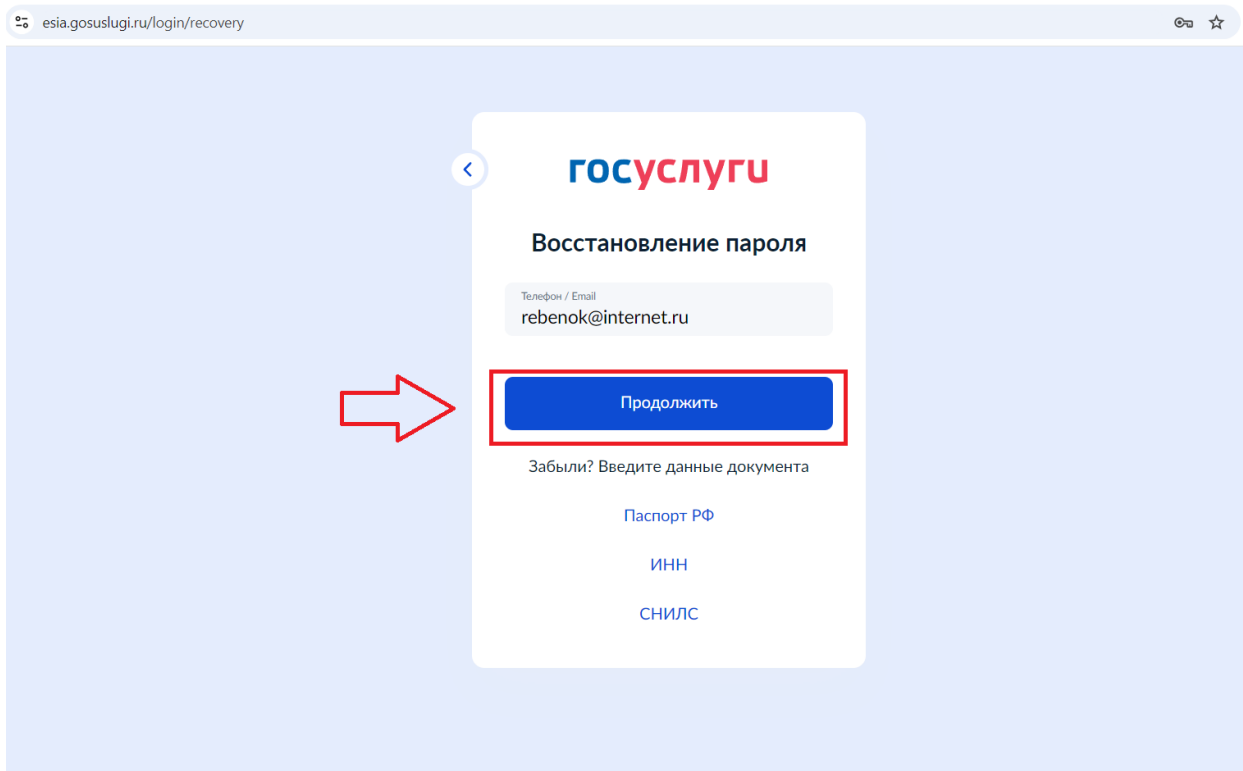 esia.gosuslugi.ru/login/recovery
госуслуги
Восстановление пароля
Телефон / Email
rebenok@internet.ru
Продолжить
Забыли? Введите данные документа
Паспорт РФ
ИНН
СНИЛС